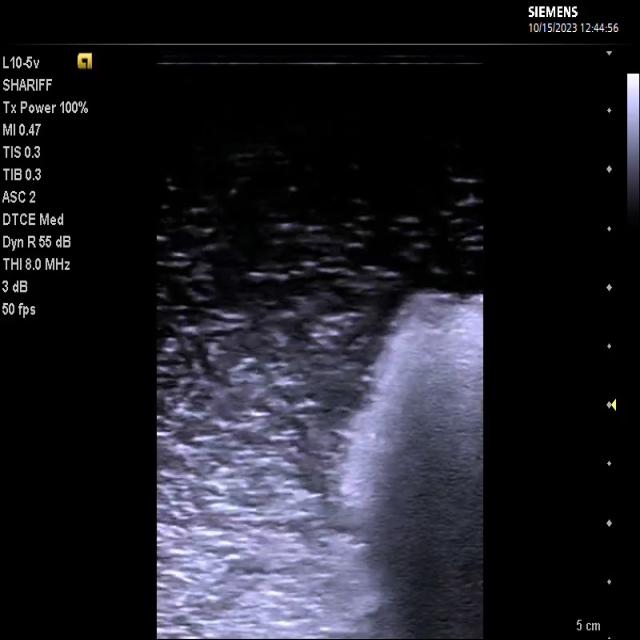 SIEMENS
10/15/2023 12:44:56
L10-5v
SHARIFF
Tx Power 100%
MI 0.47
TIS 0.3
TIB 0.3
ASC 2
DTCE Med
Dyn R 55 dB
THI 8.0 MHz
3 dB
50 fps
5 cm